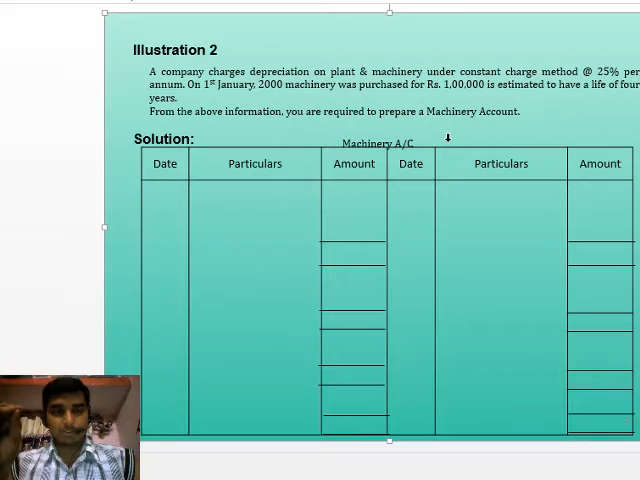 Illustration 2
A company charges depreciation on plant & machinery under constant charge method @ 25% per
annum. On 1st January, 2000 machinery was purchased for Rs. 1,00,000 is estimated to have a life of four
years.
From the above information, you are required to prepare a Machinery Account.
Solution:
Machinery A/C
Date Particulars Amount Date Particulars Amount